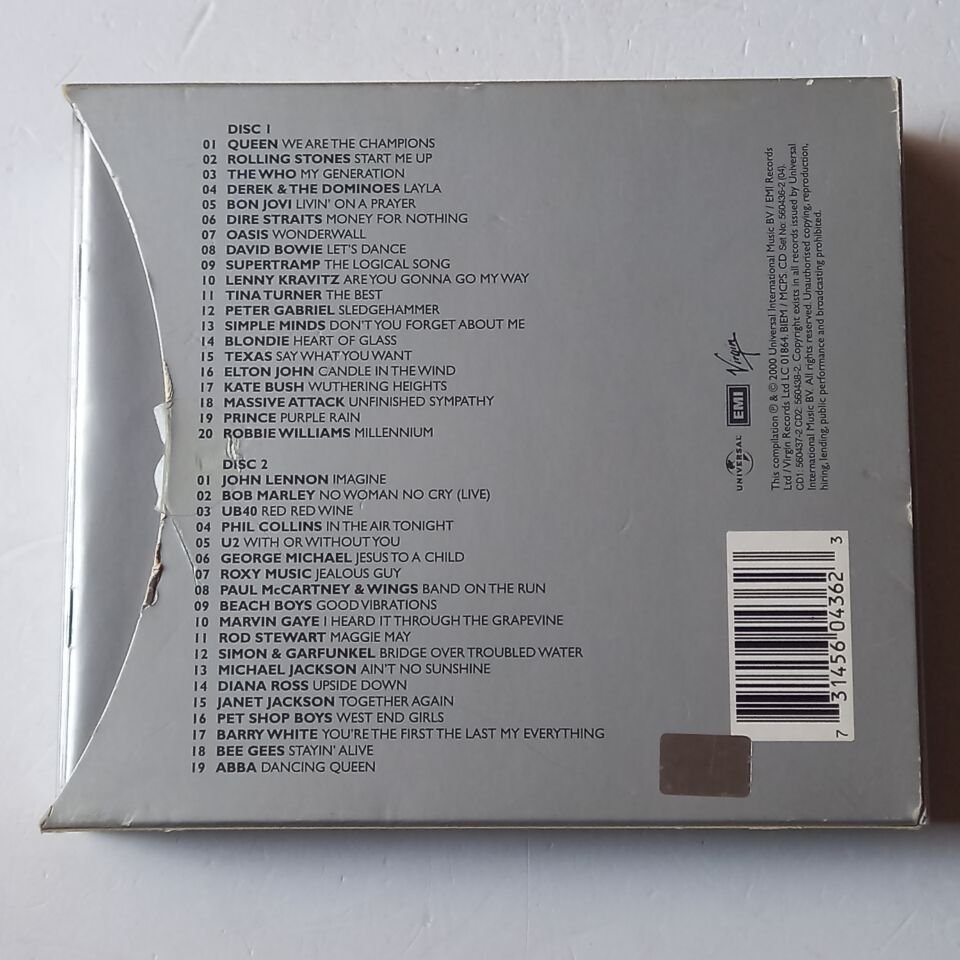 DISC 1
01 QUEEN WE ARE THE CHAMPIONS
02 ROLLING STONES START ME UP
03 THE WHO MY GENERATION
04 DEREK & THE DOMINOES LAYLA
05 BON JOVI LIVIN' ON A PRAYER
06 DIRE STRAITS MONEY FOR NOTHING
07 OASIS WONDERWALL
08 DAVID BOWIE LET'S DANCE
09 SUPERTRAMP THE LOGICAL SONG
10 LENNY KRAVITZ ARE YOU GONNA GO MY WAY
11 TINA TURNER THE BEST
12 PETER GABRIEL SLEDGEHAMMER
13 SIMPLE MINDS DON'T YOU FORGET ABOUT ME
14 BLONDIE HEART OF GLASS
15 TEXAS SAY WHAT YOU WANT
16 ELTON JOHN CANDLE IN THE WIND
17 KATE BUSH WUTHERING HEIGHTS
18 MASSIVE ATTACK UNFINISHED SYMPATHY
19 PRINCE PURPLE RAIN
20 ROBBIE WILLIAMS MILLENNIUM
DISC 2
01 JOHN LENNON IMAGINE
02 BOB MARLEY NO WOMAN NO CRY (LIVE)
03 UB40 RED RED WINE
04 PHIL COLLINS IN THE AIR TONIGHT
05 U2 WITH OR WITHOUT YOU
06 GEORGE MICHAEL JESUS TO A CHILD
07 ROXY MUSIC JEALOUS GUY
08 PAUL McCARTNEY & WINGS BAND ON THE RUN
09 BEACH BOYS GOOD VIBRATIONS
10 MARVIN GAYE I HEARD IT THROUGH THE GRAPEVINE
11 ROD STEWART MAGGIE MAY
12 SIMON & GARFUNKEL BRIDGE OVER TROUBLED WATER
13 MICHAEL JACKSON AIN'T NO SUNSHINE
14 DIANA ROSS UPSIDE DOWN
15 JANET JACKSON TOGETHER AGAIN
16 PET SHOP BOYS WEST END GIRLS
17 BARRY WHITE YOU'RE THE FIRST THE LAST MY EVERYTHING
18 BEE GEES STAYIN' ALIVE
19 ABBA DANCING QUEEN
UNIVERSAL EMI Virgin
This compilation ℗ & © 2000 Universal International Music BV / EMI Records
Ltd / Virgin Records Ltd LC 01864. BIEM / MCPS CD Set No: 560436-2 (04).
CD1: 560437-2 CD2: 560438-2. Copyright exists in all records issued by Universal
International Music BV. All rights reserved. Unauthorised copying, reproduction,
hiring, lending, public performance and broadcasting prohibited.
7 31456 04362 3